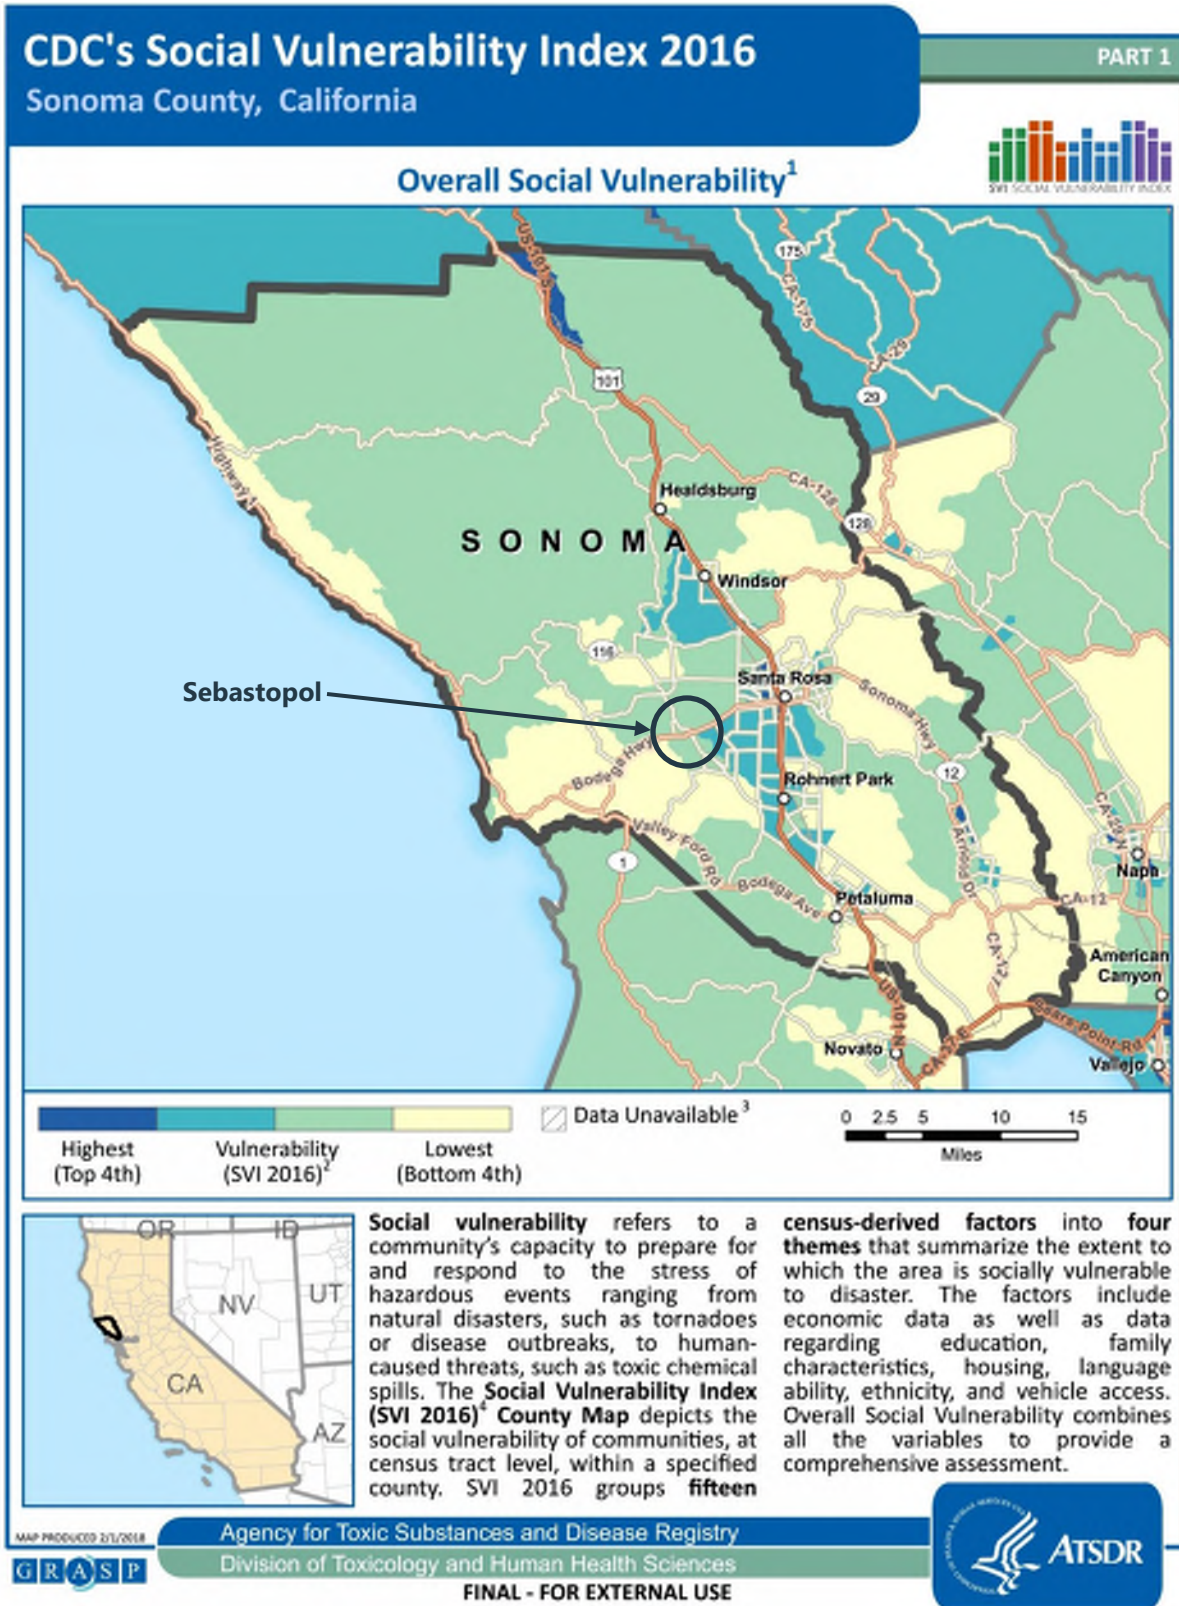 CDC's Social Vulnerability Index 2016
Sonoma County, California
PART 1
SVI SOCIAL VULNERABILITY INDEX
Overall Social Vulnerability1
US-101 S
175
CA-175
CA-29
29
101
Highway 1
Healdsburg
CA-128
128
SONOMA
Windsor
116
Santa Rosa
Sebastopol
Sonoma Hwy
Bodega Hwy
12
Rohnert Park
CA-29 N
Valley Ford Rd
Arnold Dr
1
Napa
Bodega Ave
Petaluma
CA-12
CA-121
American
Canyon
US-101 N
Sears Point Rd
Novato
CA-37 E
Vallejo
Highest
(Top 4th)
Vulnerability
(SVI 2016)2
Lowest
(Bottom 4th)
Data Unavailable3
0 2.5 5 10 15
Miles
OR
ID
NV
UT
CA
AZ
Social vulnerability refers to a
community's capacity to prepare for
and respond to the stress of
hazardous events ranging from
natural disasters, such as tornadoes
or disease outbreaks, to human-
caused threats, such as toxic chemical
spills. The Social Vulnerability Index
(SVI 2016)4 County Map depicts the
social vulnerability of communities, at
census tract level, within a specified
county. SVI 2016 groups fifteen
census-derived factors into four
themes that summarize the extent to
which the area is socially vulnerable
to disaster. The factors include
economic data as well as data
regarding education, family
characteristics, housing, language
ability, ethnicity, and vehicle access.
Overall Social Vulnerability combines
all the variables to provide a
comprehensive assessment.
MAP PRODUCED 2/1/2018
GRASP
Agency for Toxic Substances and Disease Registry
Division of Toxicology and Human Health Sciences
FINAL - FOR EXTERNAL USE
ATSDR